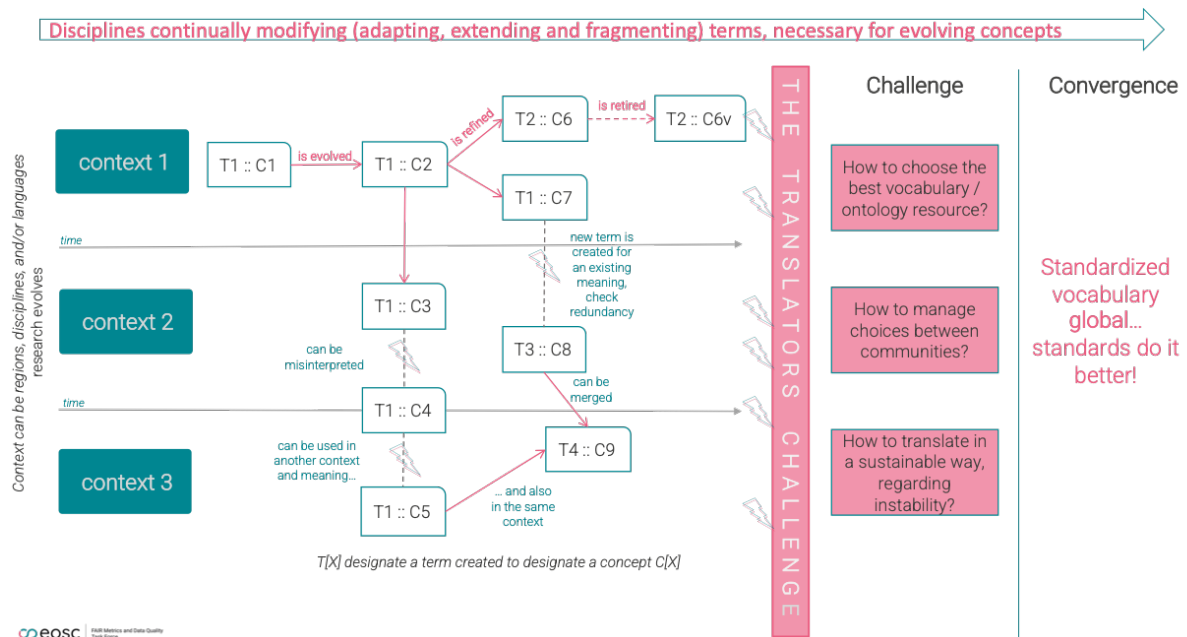 Disciplines continually modifying (adapting, extending and fragmenting) terms, necessary for evolving concepts
Context can be regions, disciplines, and/or languages
research evolves
context 1
T1 :: C1
is evolved
T1 :: C2
is refined
T2 :: C6
is retired
T2 :: C6v
T1 :: C7
time
new term is
created for
an existing
meaning,
check
redundancy
context 2
T1 :: C3
can be
misinterpreted
T3 :: C8
can be
merged
time
T1 :: C4
can be used in
another context
and meaning...
context 3
T4 :: C9
T1 :: C5
... and also
in the same
context
T[X] designate a term created to designate a concept C[X]
THE TRANSLATORS CHALLENGE
Challenge
How to choose the
best vocabulary /
ontology resource?
How to manage
choices between
communities?
How to translate in
a sustainable way,
regarding
instability?
Convergence
Standardized
vocabulary
global...
standards do it
better!
eosc
FAIR Metrics and Data Quality